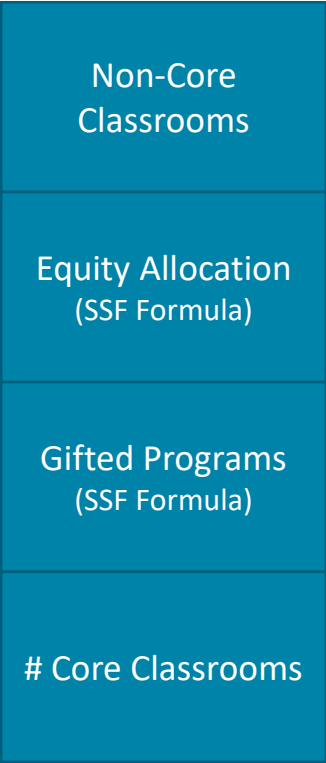 Non-Core
Classrooms
Equity Allocation
(SSF Formula)
Gifted Programs
(SSF Formula)
# Core Classrooms